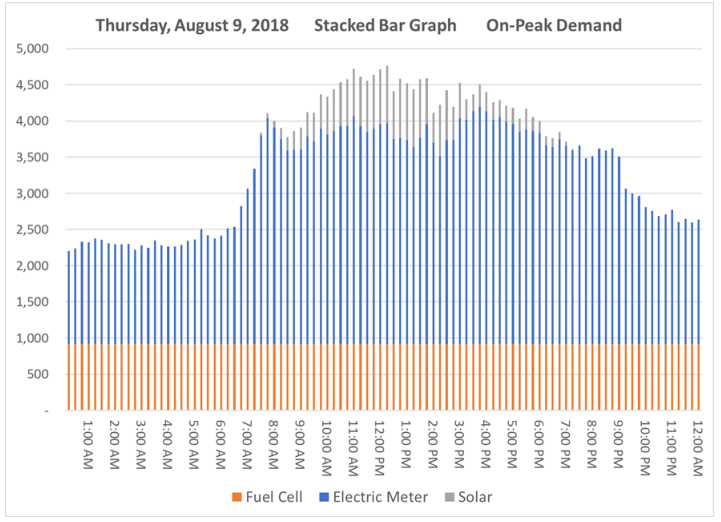 Thursday, August 9, 2018 Stacked Bar Graph On-Peak Demand
5,000
4,500
4,000
3,500
3,000
2,500
2,000
1,500
1,000
500
-
1:00 AM
2:00 AM
3:00 AM
4:00 AM
5:00 AM
6:00 AM
7:00 AM
8:00 AM
9:00 AM
10:00 AM
11:00 AM
12:00 PM
1:00 PM
2:00 PM
3:00 PM
4:00 PM
5:00 PM
6:00 PM
7:00 PM
8:00 PM
9:00 PM
10:00 PM
11:00 PM
12:00 AM
Fuel Cell Electric Meter Solar